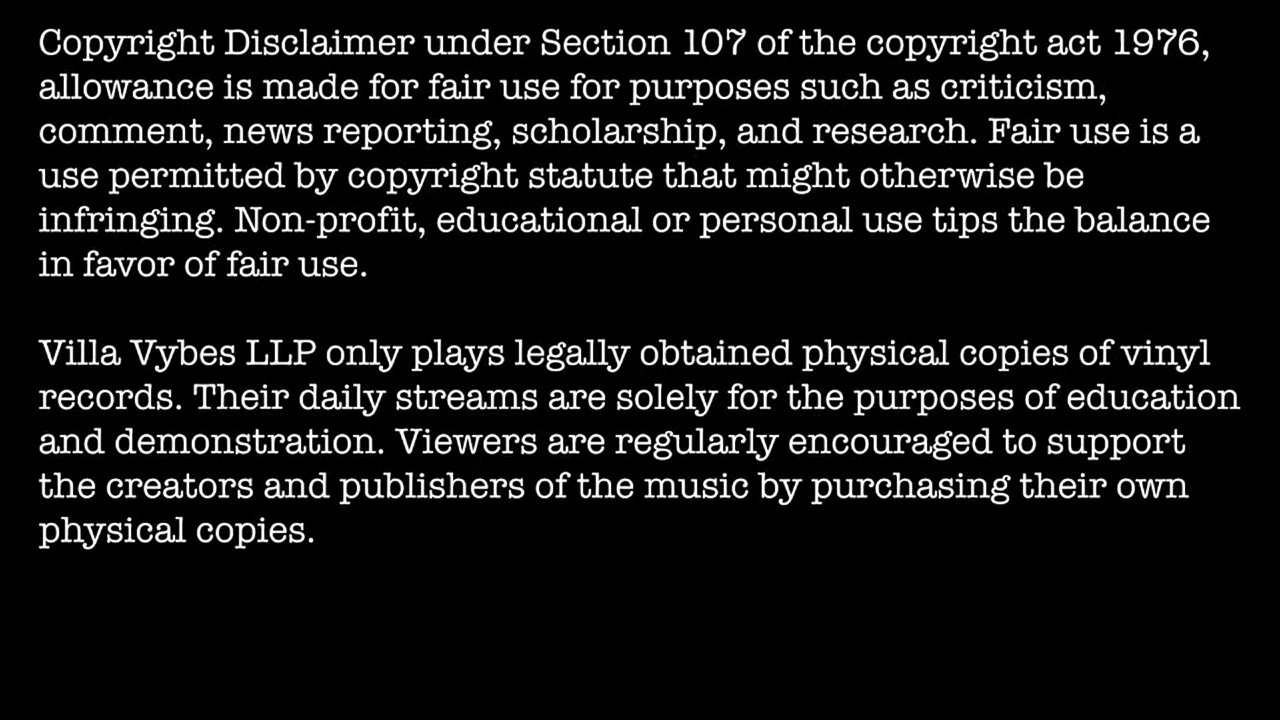 Copyright Disclaimer under Section 107 of the copyright act 1976,
allowance is made for fair use for purposes such as criticism,
comment, news reporting, scholarship, and research. Fair use is a
use permitted by copyright statute that might otherwise be
infringing. Non-profit, educational or personal use tips the balance
in favor of fair use.
Villa Vybes LLP only plays legally obtained physical copies of vinyl
records. Their daily streams are solely for the purposes of education
and demonstration. Viewers are regularly encouraged to support
the creators and publishers of the music by purchasing their own
physical copies.